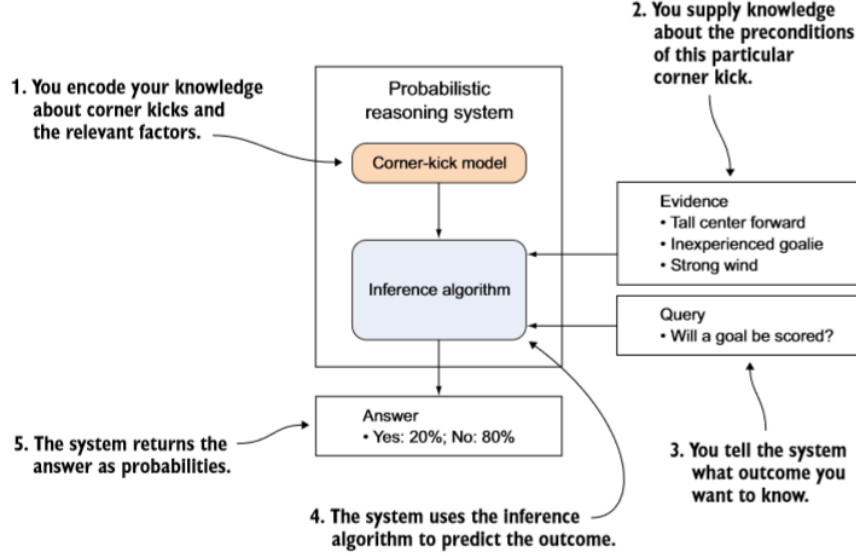 2. You supply knowledge
about the preconditions
of this particular
corner kick.
1. You encode your knowledge
about corner kicks and
the relevant factors.
Probabilistic
reasoning system
Corner-kick model
Evidence
• Tall center forward
• Inexperienced goalie
• Strong wind
Inference algorithm
Query
• Will a goal be scored?
Answer
• Yes: 20%; No: 80%
5. The system returns the
answer as probabilities.
3. You tell the system
what outcome you
want to know.
4. The system uses the inference
algorithm to predict the outcome.